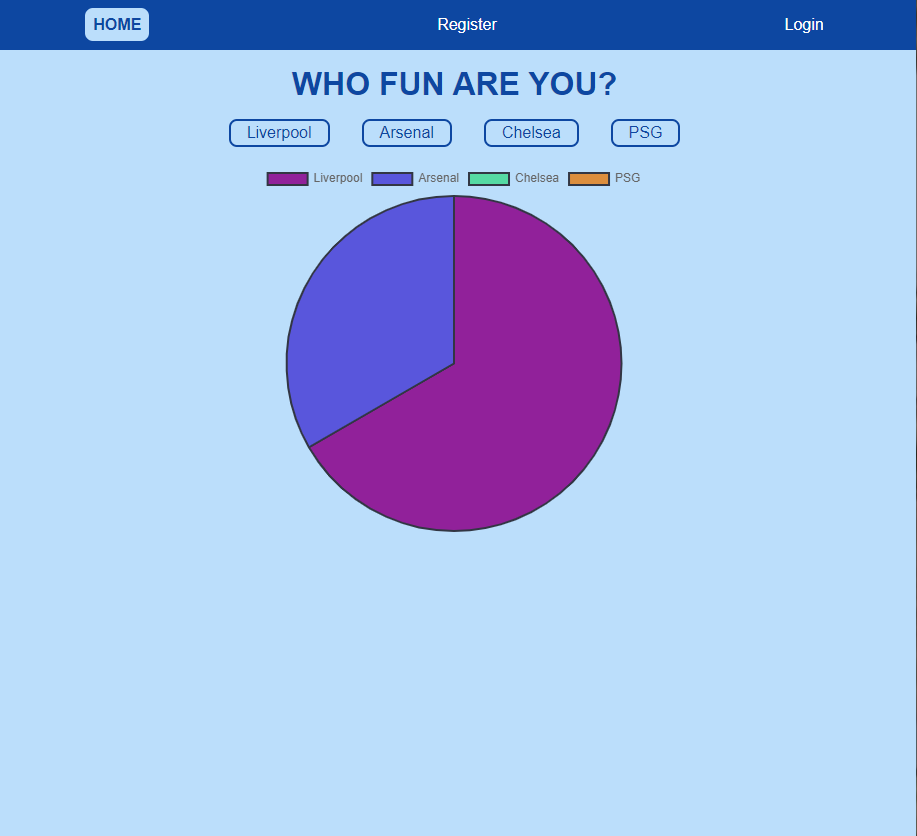 HOME Register Login
WHO FUN ARE YOU?
Liverpool Arsenal Chelsea PSG
Liverpool Arsenal Chelsea PSG